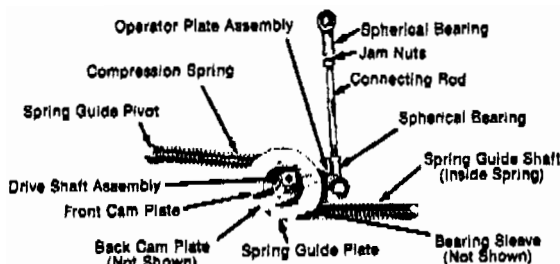 Operator Plate Assembly
Spherical Bearing
Jam Nuts
Compression Spring
Connecting Rod
Spring Guide Pivot
Spherical Bearing
Spring Guide Shaft
(Inside Spring)
Drive Shaft Assembly
Front Cam Plate
Back Cam Plate
(Not Shown)
Spring Guide Plate
Bearing Sleeve
(Not Shown)